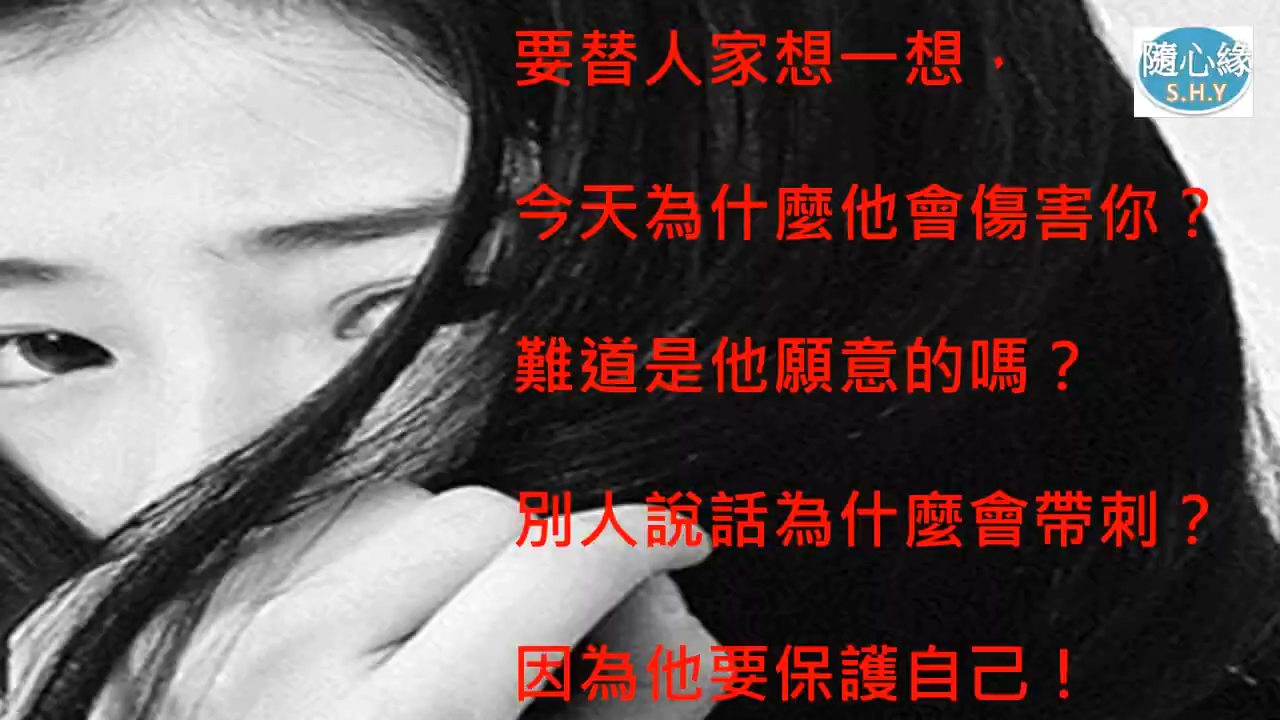 要替人家想一想，
隨心緣
S.H.Y
今天為什麼他會傷害你？
難道是他願意的嗎？
別人說話為什麼會帶刺？
因為他要保護自己！